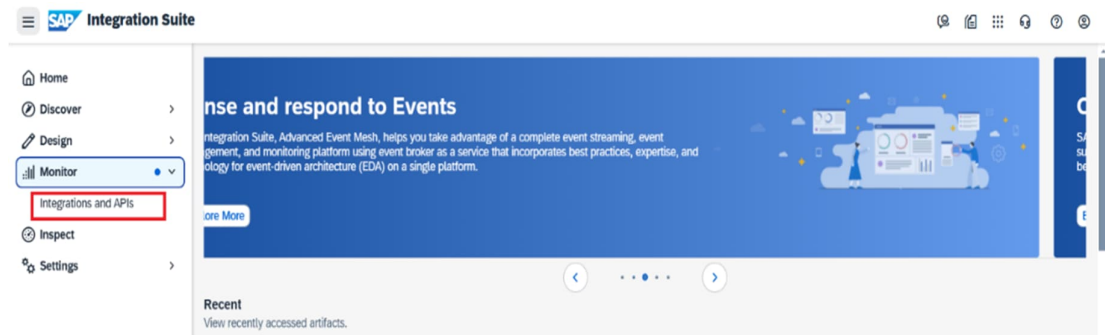 SAP Integration Suite
Home
Discover
Design
Monitor
Integrations and APIs
Inspect
Settings
nse and respond to Events
ntegration Suite, Advanced Event Mesh, helps you take advantage of a complete event streaming, event
gement, and monitoring platform using event broker as a service that incorporates best practices, expertise, and
ology for event-driven architecture (EDA) on a single platform.
ore More
Recent
View recently accessed artifacts.